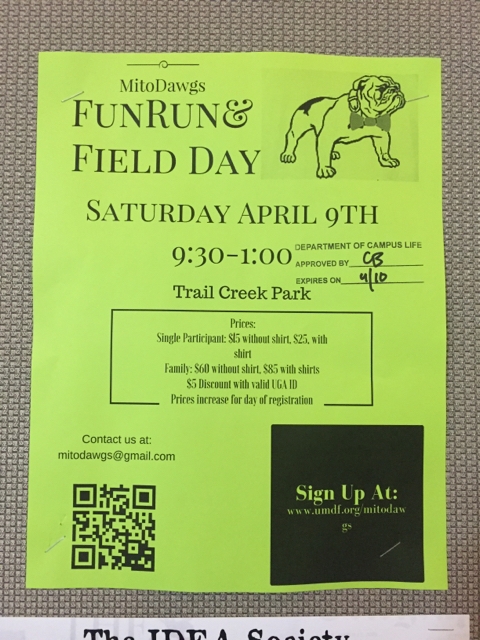 MitoDawgs
FunRun&
Field Day
Saturday April 9th
9:30-1:00
DEPARTMENT OF CAMPUS LIFE
APPROVED BY CB
EXPIRES ON 4/10
Trail Creek Park
Prices:
Single Participant: $15 without shirt, $25, with
shirt
Family: $60 without shirt, $85 with shirts
$5 Discount with valid UGA ID
Prices increase for day of registration
Contact us at:
mitodawgs@gmail.com
Sign Up At:
www.umdf.org/mitodaw
gs
The IDEA Society